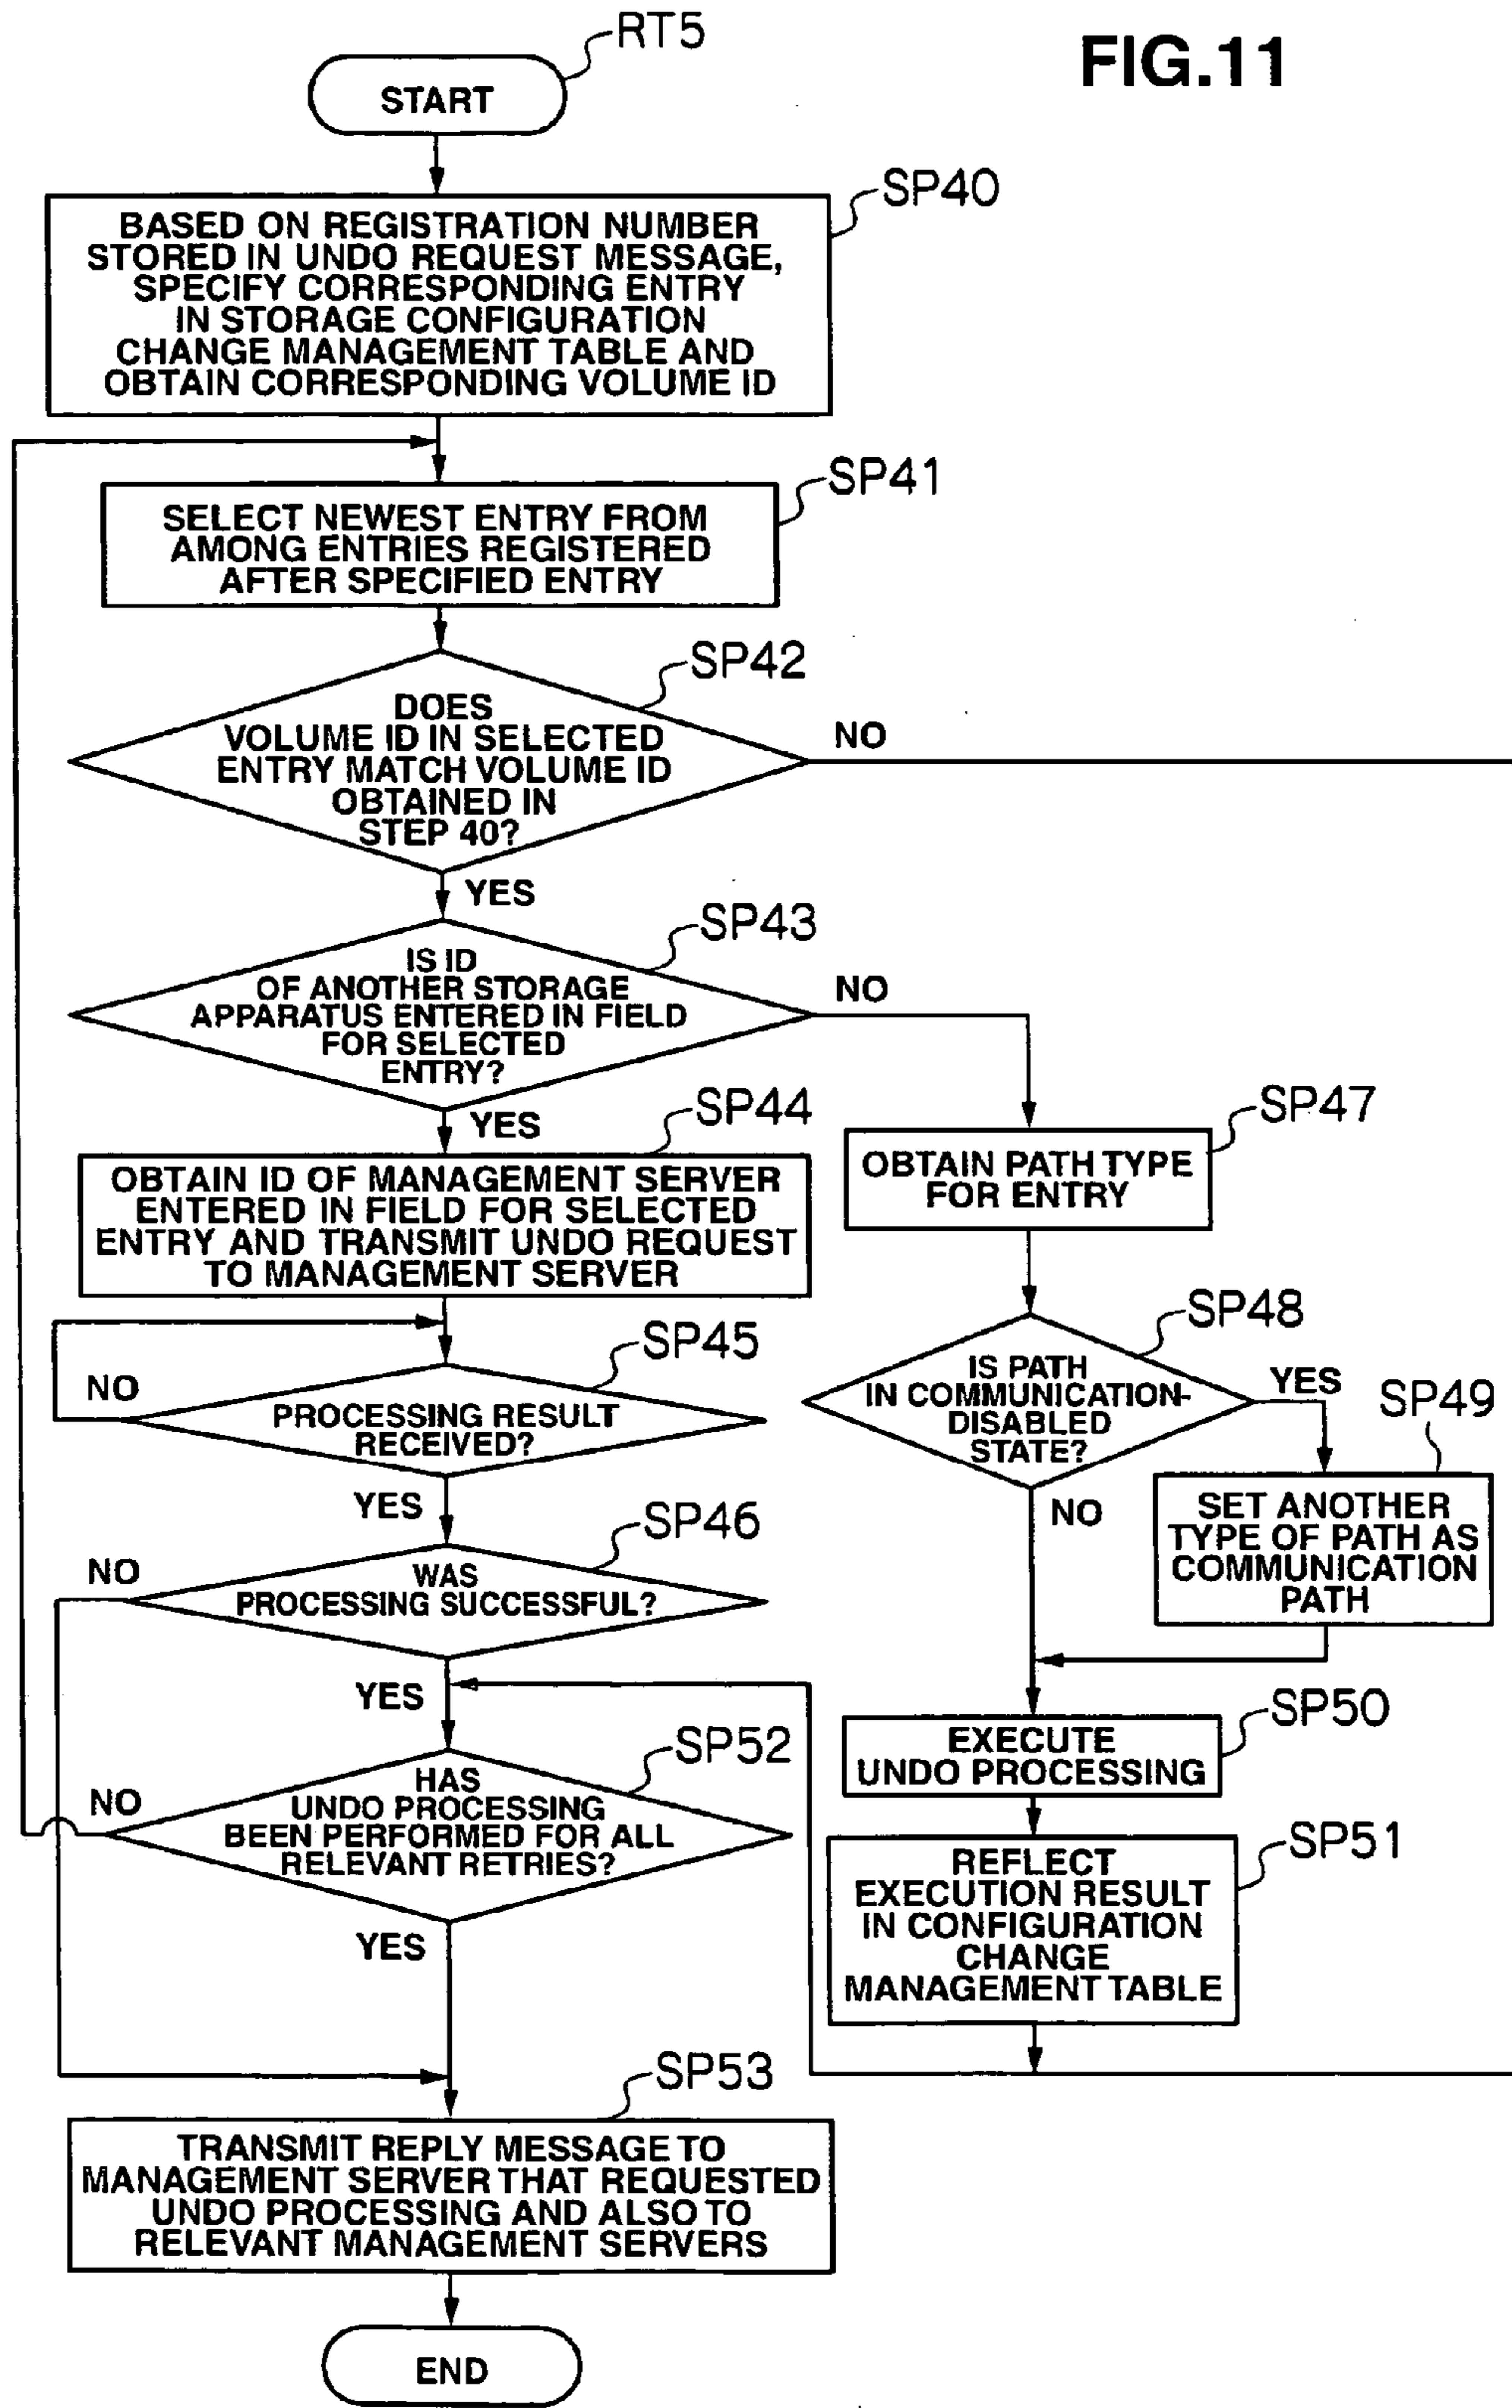 RT5
FIG.11
START
SP40
BASED ON REGISTRATION NUMBER
STORED IN UNDO REQUEST MESSAGE,
SPECIFY CORRESPONDING ENTRY
IN STORAGE CONFIGURATION
CHANGE MANAGEMENT TABLE AND
OBTAIN CORRESPONDING VOLUME ID
SP41
SELECT NEWEST ENTRY FROM
AMONG ENTRIES REGISTERED
AFTER SPECIFIED ENTRY
SP42
DOES
VOLUME ID IN SELECTED
ENTRY MATCH VOLUME ID
OBTAINED IN
STEP 40?
NO
YES
SP43
IS ID
OF ANOTHER STORAGE
APPARATUS ENTERED IN FIELD
FOR SELECTED
ENTRY?
NO
YES
SP44
OBTAIN ID OF MANAGEMENT SERVER
ENTERED IN FIELD FOR SELECTED
ENTRY AND TRANSMIT UNDO REQUEST
TO MANAGEMENT SERVER
SP47
OBTAIN PATH TYPE
FOR ENTRY
SP45
NO
PROCESSING RESULT
RECEIVED?
YES
SP48
IS PATH
IN COMMUNICATION-
DISABLED
STATE?
YES
NO
SP49
SET ANOTHER
TYPE OF PATH AS
COMMUNICATION
PATH
SP46
NO
WAS
PROCESSING SUCCESSFUL?
YES
SP50
EXECUTE
UNDO PROCESSING
SP52
NO
HAS
UNDO PROCESSING
BEEN PERFORMED FOR ALL
RELEVANT RETRIES?
YES
SP51
REFLECT
EXECUTION RESULT
IN CONFIGURATION
CHANGE
MANAGEMENT TABLE
SP53
TRANSMIT REPLY MESSAGE TO
MANAGEMENT SERVER THAT REQUESTED
UNDO PROCESSING AND ALSO TO
RELEVANT MANAGEMENT SERVERS
END